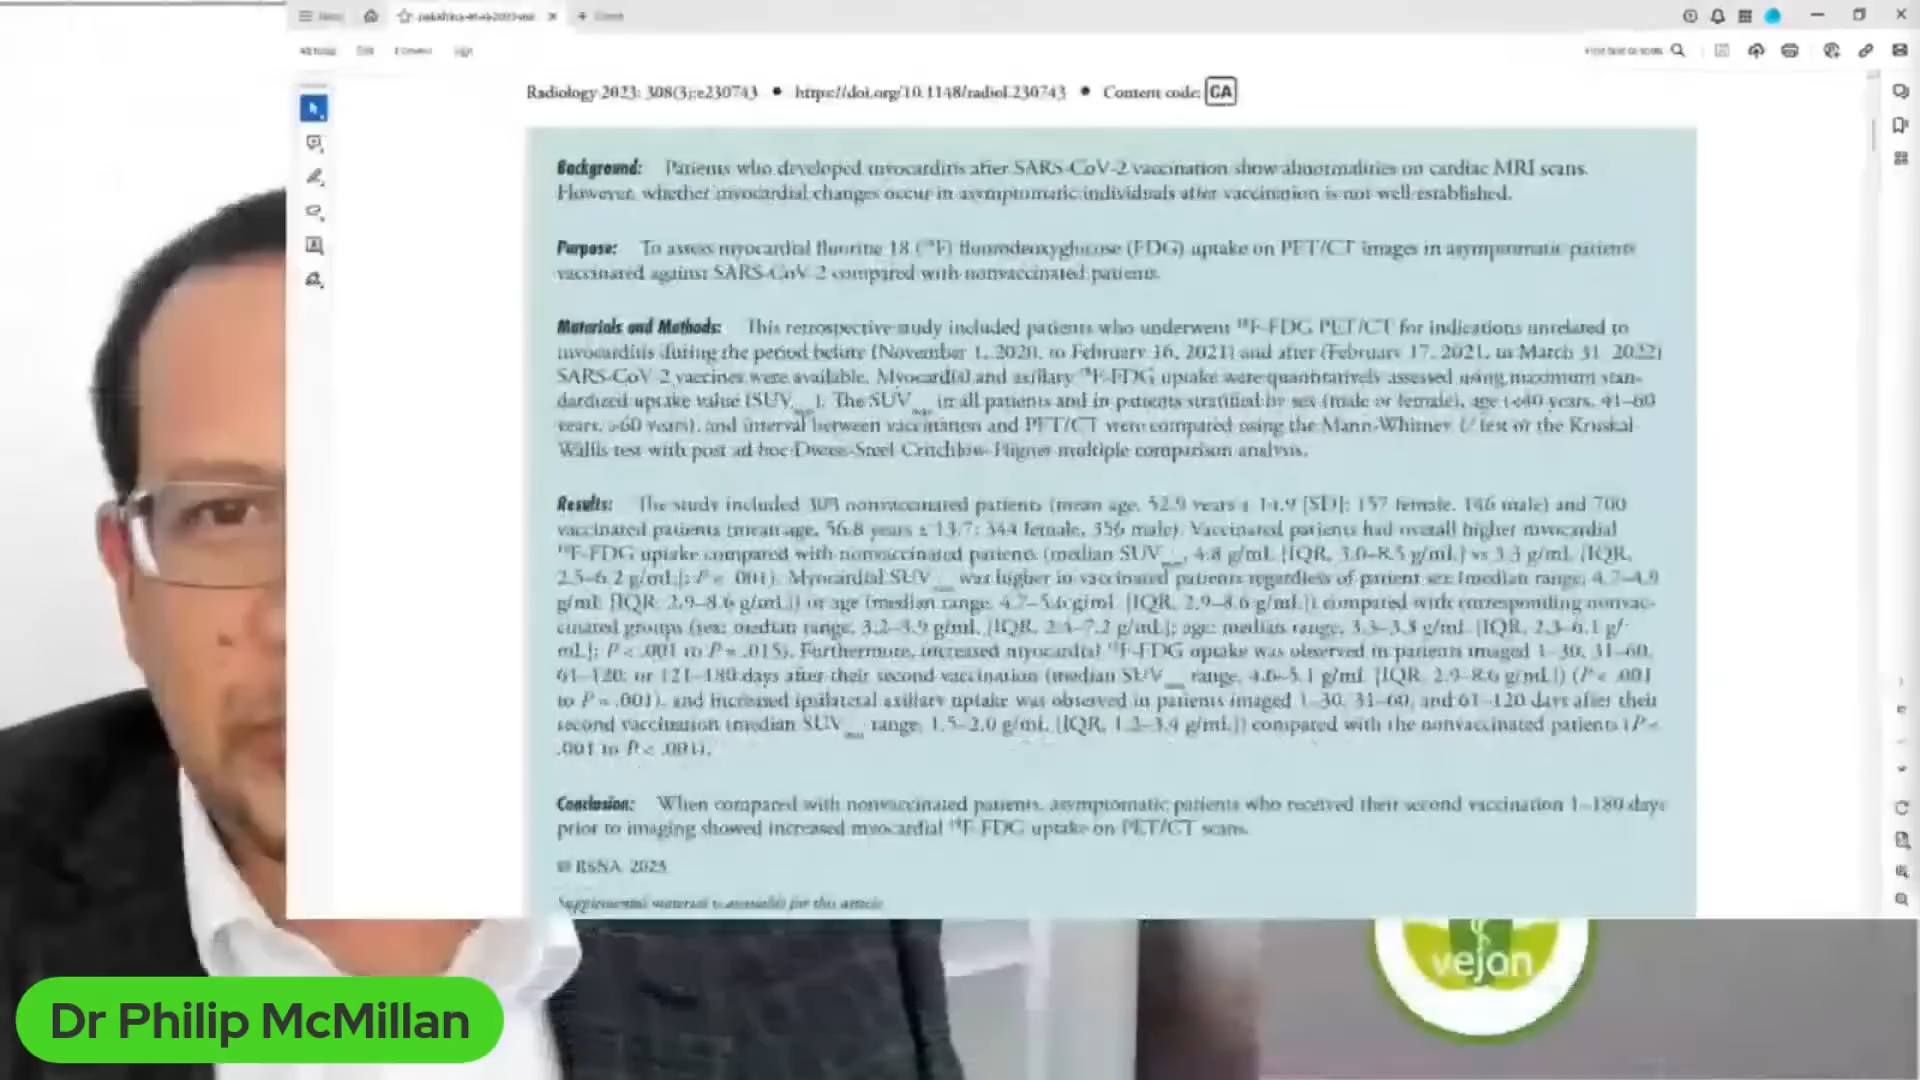 Radiology 2023; 308(3):e230743 • https://doi.org/10.1148/radiol.230743 • Content code: CA
Background: Patients who developed myocarditis after SARS-CoV-2 vaccination show abnormalities on cardiac MRI scans.
However, whether myocardial changes occur in asymptomatic individuals after vaccination is not well established.
Purpose: To assess myocardial fluorine 18 (18F) fluorodeoxyglucose (FDG) uptake on PET/CT images in asymptomatic patients
vaccinated against SARS-CoV-2 compared with nonvaccinated patients.
Materials and Methods: This retrospective study included patients who underwent 18F-FDG PET/CT for indications unrelated to
myocarditis during the period before (November 1, 2020, to February 16, 2021) and after (February 17, 2021, to March 31, 2022)
SARS-CoV-2 vaccines were available. Myocardial and axillary 18F-FDG uptake were quantitatively assessed using maximum stan-
dardized uptake value (SUVmax). The SUVmax in all patients and in patients stratified by sex (male or female), age (<40 years, 41–60
years, >60 years), and interval between vaccination and PET/CT were compared using the Mann-Whitney U test or the Kruskal-
Wallis test with post ad hoc Dwass-Steel-Critchlow-Fligner multiple comparison analysis.
Results: The study included 303 nonvaccinated patients (mean age, 52.9 years ± 14.9 [SD]; 157 female, 146 male) and 700
vaccinated patients (mean age, 56.8 years ± 13.7; 344 female, 356 male). Vaccinated patients had overall higher myocardial
18F-FDG uptake compared with nonvaccinated patients (median SUVmax, 4.8 g/mL [IQR, 3.0–8.5 g/mL] vs 3.3 g/mL [IQR,
2.5–6.2 g/mL]; P < .001). Myocardial SUVmax was higher in vaccinated patients regardless of patient sex (median range, 4.7–4.9
g/mL [IQR, 2.9–8.6 g/mL]) or age (median range, 4.7–5.6 g/mL [IQR, 2.9–8.6 g/mL]) compared with corresponding nonvac-
cinated groups (sex: median range, 3.2–3.9 g/mL [IQR, 2.4–7.2 g/mL]; age: median range, 3.3–3.3 g/mL [IQR, 2.3–6.1 g/
mL]; P < .001 to P = .015). Furthermore, increased myocardial 18F-FDG uptake was observed in patients imaged 1–30, 31–60,
61–120, or 121–180 days after their second vaccination (median SUVmax range, 4.6–5.1 g/mL [IQR, 2.9–8.6 g/mL]) (P < .001
to P = .001), and increased ipsilateral axillary uptake was observed in patients imaged 1–30, 31–60, and 61–120 days after their
second vaccination (median SUVmax range, 1.5–2.0 g/mL [IQR, 1.2–3.4 g/mL]) compared with the nonvaccinated patients (P <
.001 to P < .001).
Conclusion: When compared with nonvaccinated patients, asymptomatic patients who received their second vaccination 1–180 days
prior to imaging showed increased myocardial 18F-FDG uptake on PET/CT scans.
© RSNA, 2023
Supplemental material is available for this article.
vejon
Dr Philip McMillan